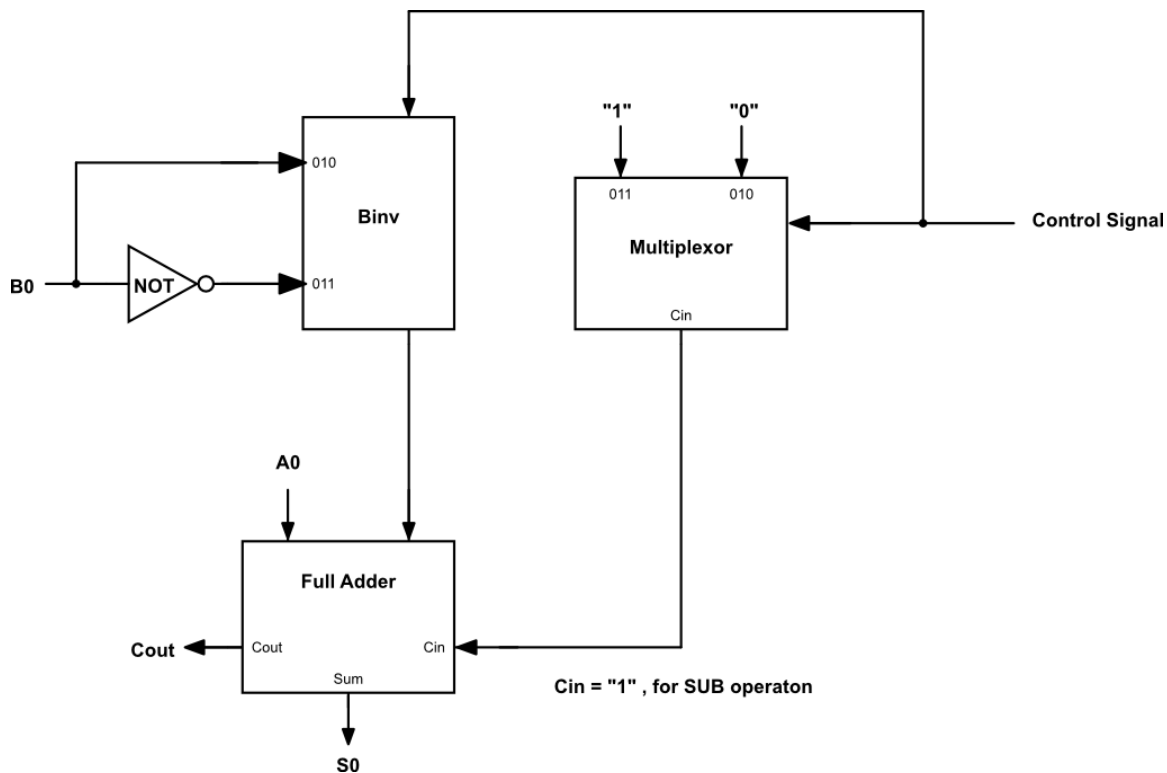 "1"
"0"
010
011
010
Binv
Control Signal
Multiplexor
B0
NOT
011
Cin
A0
Full Adder
Cout
Cout
Cin
Sum
Cin = "1" , for SUB operaton
S0